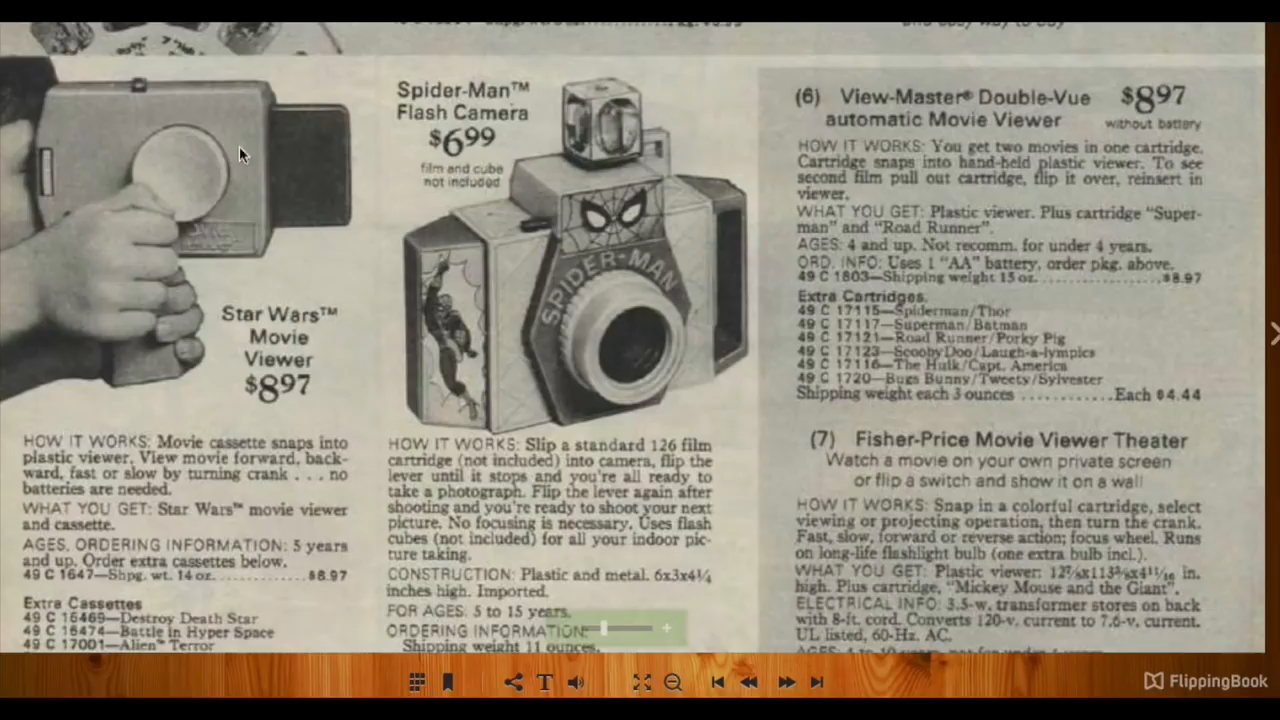 Star Wars™
Movie
Viewer
$8.97
HOW IT WORKS: Movie cassette snaps into
plastic viewer. View movie forward, back-
ward, fast or slow by turning crank . . . no
batteries are needed.
WHAT YOU GET: Star Wars™ movie viewer
and cassette.
AGES, ORDERING INFORMATION: 5 years
and up. Order extra cassettes below.
49 C 1647—Shpg. wt. 14 oz. . . . . . . . . . . . . . . $8.97
Extra Cassettes
49 C 16469—Destroy Death Star
49 C 16474—Battle in Hyper Space
49 C 17001—Alien™ Terror
Spider-Man™
Flash Camera
$6.99
film and cube
not included
SPIDER-MAN
HOW IT WORKS: Slip a standard 126 film
cartridge (not included) into camera, flip the
lever until it stops and you're all ready to
take a photograph. Flip the lever again after
shooting and you're ready to shoot your next
picture. No focusing is necessary. Uses flash
cubes (not included) for all your indoor pic-
ture taking.
CONSTRUCTION: Plastic and metal. 6x3x4¼
inches high. Imported.
FOR AGES: 5 to 15 years.
ORDERING INFORMATION:
Shipping weight 11 ounces.
(6) View-Master® Double-Vue
automatic Movie Viewer
$8.97
without battery
HOW IT WORKS: You get two movies in one cartridge.
Cartridge snaps into hand-held plastic viewer. To see
second film pull out cartridge, flip it over, reinsert in
viewer.
WHAT YOU GET: Plastic viewer. Plus cartridge "Super-
man" and "Road Runner".
AGES: 4 and up. Not recomm. for under 4 years.
ORD. INFO: Uses 1 "AA" battery, order pkg. above.
49 C 1803—Shipping weight 15 oz. . . . . . . . . . . . . . . $8.97
Extra Cartridges.
49 C 17115—Spiderman/Thor
49 C 17117—Superman/Batman
49 C 17121—Road Runner/Porky Pig
49 C 17123—Scooby Doo/Laugh-a-lympics
49 C 17116—The Hulk/Capt. America
49 C 1720—Bugs Bunny/Tweety/Sylvester
Shipping weight each 3 ounces . . . . . . . . . . . . Each $4.44
(7) Fisher-Price Movie Viewer Theater
Watch a movie on your own private screen
or flip a switch and show it on a wall
HOW IT WORKS: Snap in a colorful cartridge, select
viewing or projecting operation, then turn the crank.
Fast, slow, forward or reverse action; focus wheel. Runs
on long-life flashlight bulb (one extra bulb incl.).
WHAT YOU GET: Plastic viewer: in.
high. Plus cartridge, "Mickey Mouse and the Giant".
ELECTRICAL INFO: 3.5-w. transformer stores on back
with 8-ft. cord. Converts 120-v. current to 7.6-v. current.
UL listed, 60-Hz. AC.
FlippingBook